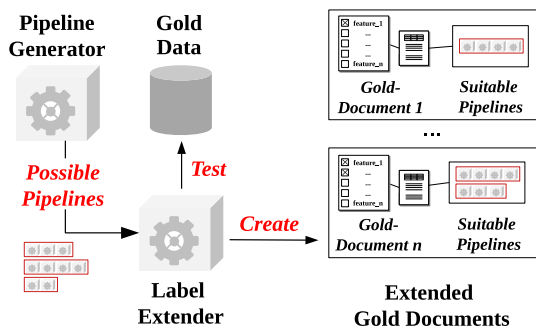 Pipeline
Generator
Gold
Data
Possible
Pipelines
Test
Create
Label
Extender
feature_1
...
...
feature_n
Gold-
Document 1
Suitable
Pipelines
...
feature_1
...
...
feature_n
Gold-
Document n
Suitable
Pipelines
Extended
Gold Documents